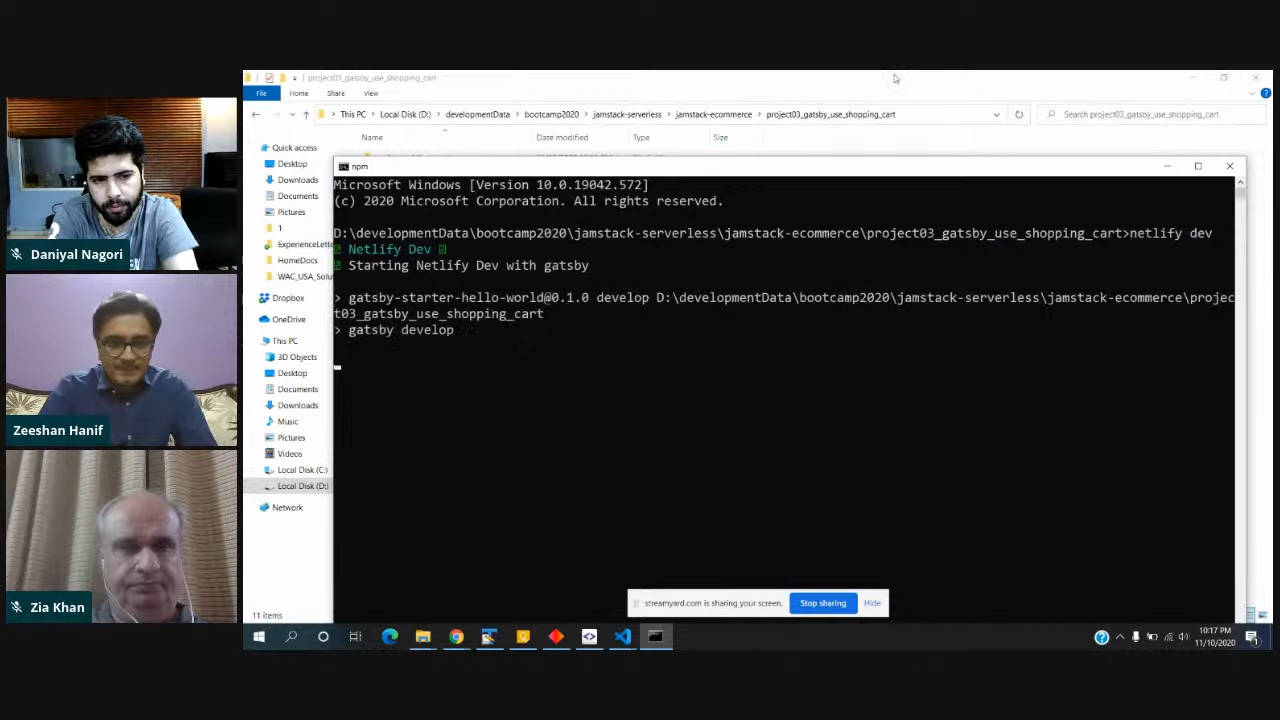 Daniyal Nagori
Zeeshan Hanif
Zia Khan
project03_gatsby_use_shopping_cart
File Home Share View
This PC > Local Disk (D:) > developmentData > bootcamp2020 > jamstack-serverless > jamstack-ecommerce > project03_gatsby_use_shopping_cart
Search project03_gatsby_use_shopping_cart
Name Date modified Type Size
Quick access
Desktop
Downloads
Documents
Pictures
1
ExperienceLette
HomeDocs
WAC_USA_Solu
Dropbox
OneDrive
This PC
3D Objects
Desktop
Documents
Downloads
Music
Pictures
Videos
Local Disk (C:)
Local Disk (D:)
Network
11 items
npm
Microsoft Windows [Version 10.0.19042.572]
(c) 2020 Microsoft Corporation. All rights reserved.
D:\developmentData\bootcamp2020\jamstack-serverless\jamstack-ecommerce\project03_gatsby_use_shopping_cart>netlify dev
Netlify Dev
Starting Netlify Dev with gatsby
> gatsby-starter-hello-world@0.1.0 develop D:\developmentData\bootcamp2020\jamstack-serverless\jamstack-ecommerce\projec
t03_gatsby_use_shopping_cart
> gatsby develop
streamyard.com is sharing your screen. Stop sharing Hide
10:17 PM
11/10/2020